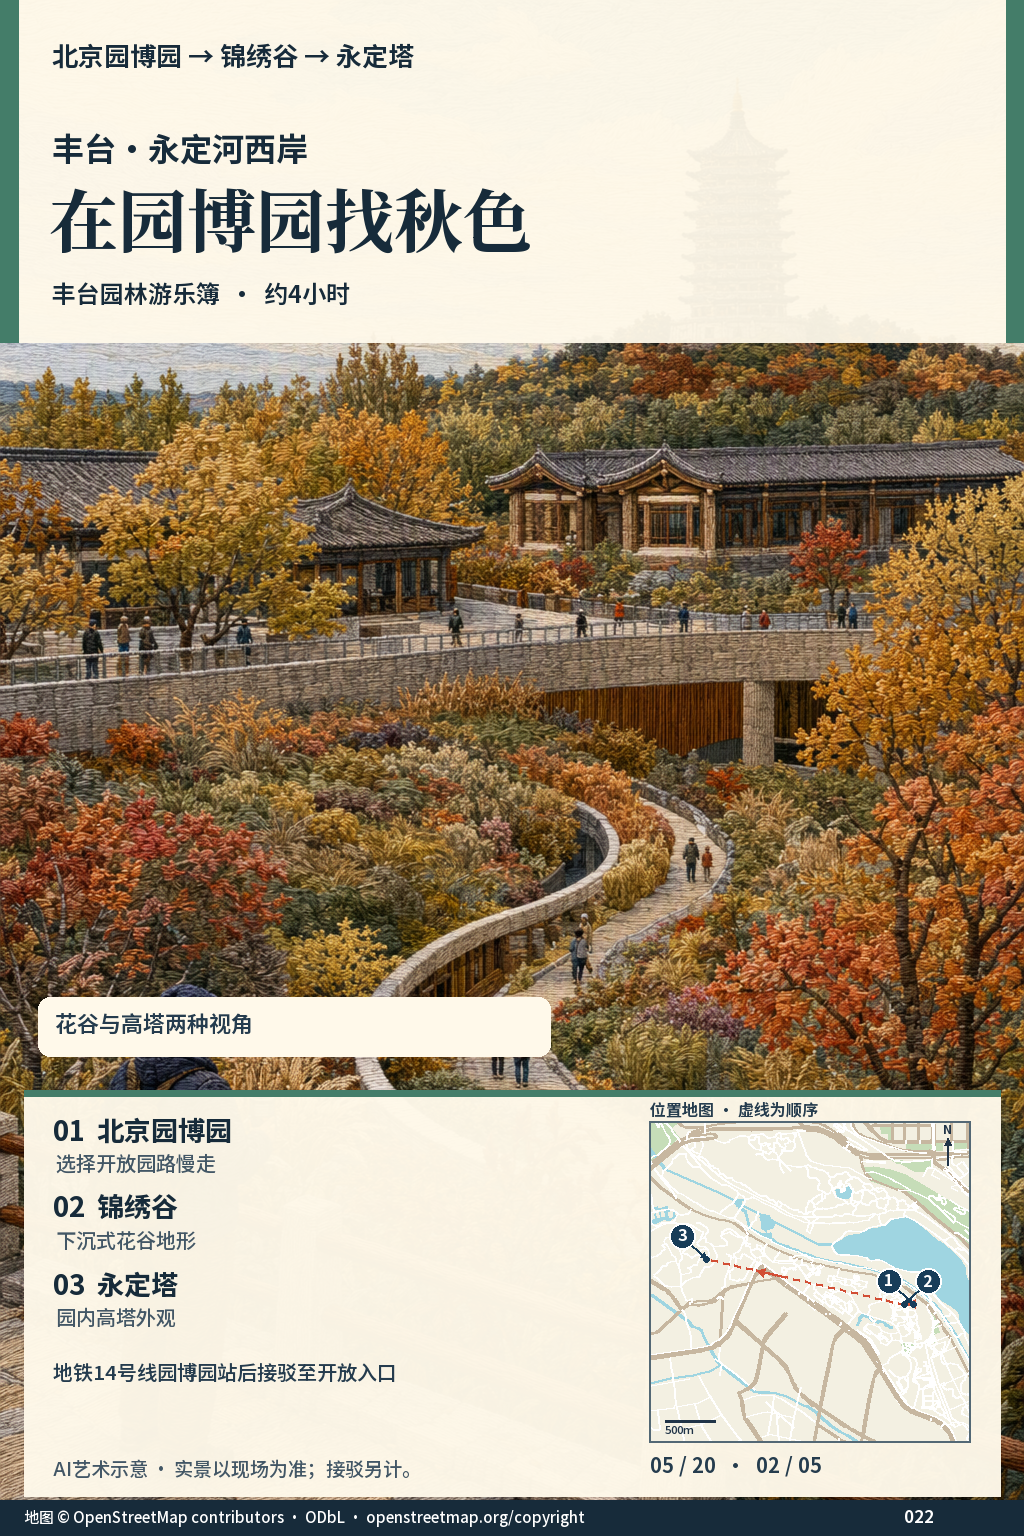 北京园博园 → 锦绣谷 → 永定塔
丰台·永定河西岸
在园博园找秋色
丰台园林游乐簿 · 约4小时
花谷与高塔两种视角
01 北京园博园
选择开放园路慢走
02 锦绣谷
下沉式花谷地形
03 永定塔
园内高塔外观
地铁14号线园博园站后接驳至开放入口
AI艺术示意 · 实景以现场为准；接驳另计。
位置地图 · 虚线为顺序
N
3
1
2
500m
05 / 20 · 02 / 05
地图 © OpenStreetMap contributors · ODbL · openstreetmap.org/copyright
022